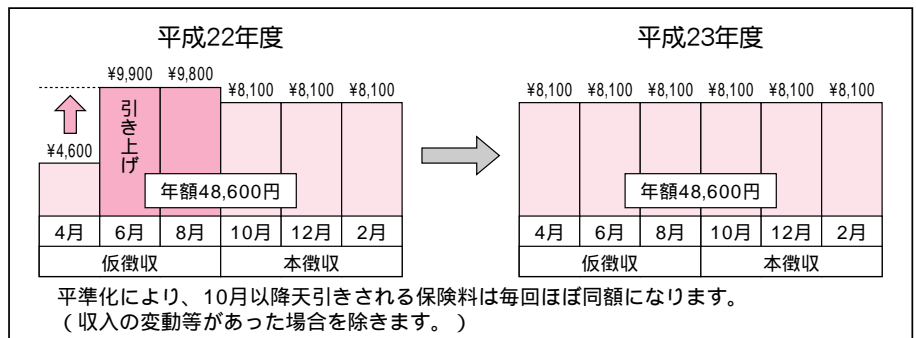 平成22年度
¥4,600
¥9,900 ¥9,800
¥8,100 ¥8,100 ¥8,100
引き上げ
年額48,600円
4月 6月 8月 10月 12月 2月
仮徴収 本徴収
平成23年度
¥8,100 ¥8,100 ¥8,100 ¥8,100 ¥8,100 ¥8,100
年額48,600円
4月 6月 8月 10月 12月 2月
仮徴収 本徴収
平準化により、10月以降天引きされる保険料は毎回ほぼ同額になります。
(収入の変動等があった場合を除きます。)